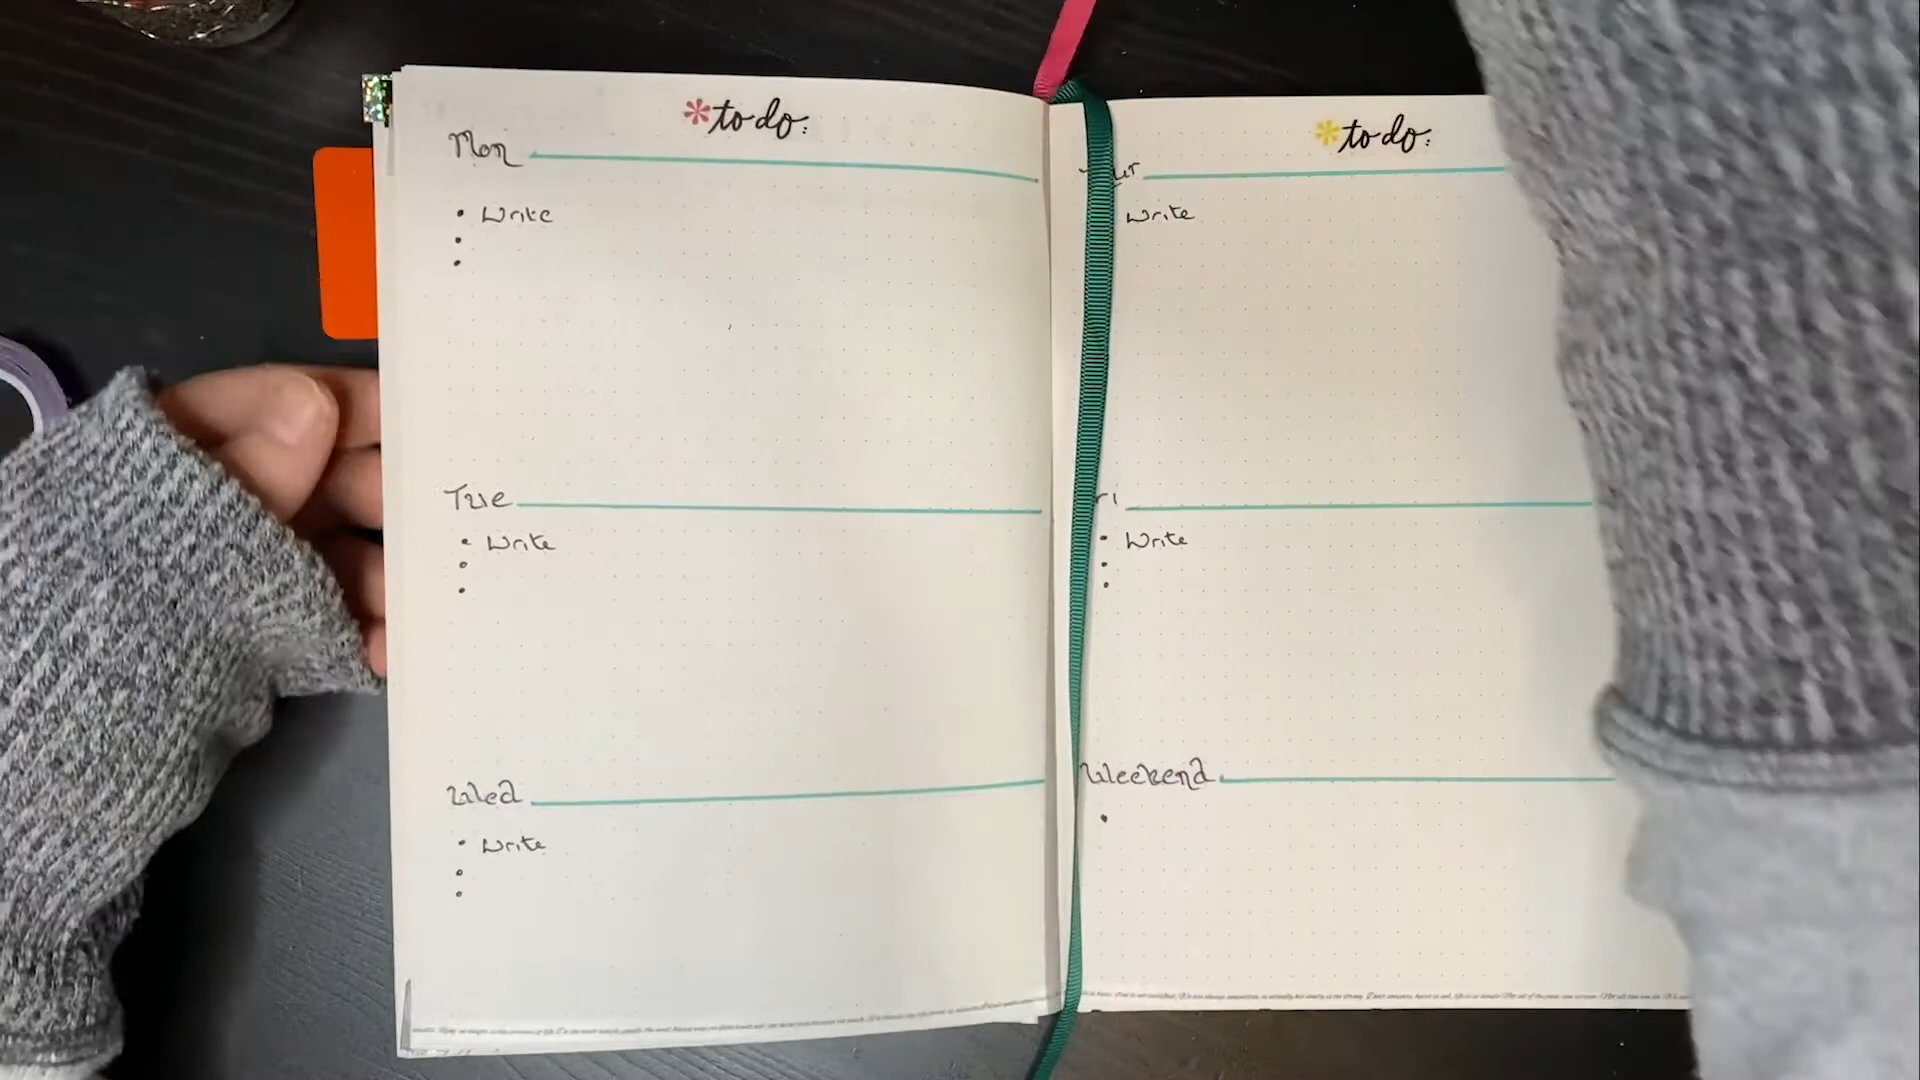 *to do:
Mon
• Write
•
•
Tue
• Write
•
•
Wed
• Write
•
•
*to do:
Write
• Write
•
•
Weekend
•